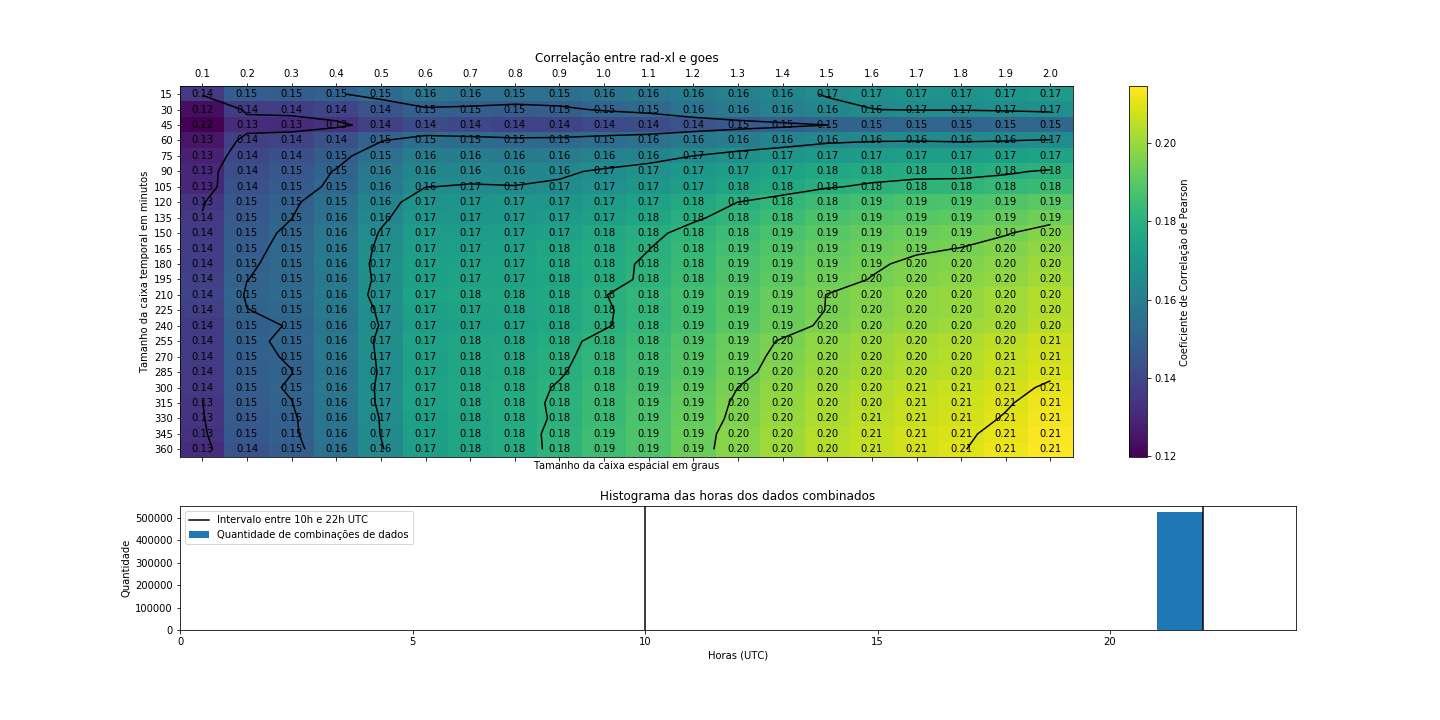 Correlação entre rad-xl e goes
0.1 0.2 0.3 0.4 0.5 0.6 0.7 0.8 0.9 1.0 1.1 1.2 1.3 1.4 1.5 1.6 1.7 1.8 1.9 2.0
15 0.14 0.15 0.15 0.15 0.15 0.16 0.16 0.15 0.15 0.16 0.16 0.16 0.16 0.16 0.17 0.17 0.17 0.17 0.17 0.17
30 0.12 0.14 0.14 0.14 0.14 0.15 0.15 0.15 0.15 0.15 0.15 0.16 0.16 0.16 0.16 0.16 0.17 0.17 0.17 0.17
45 0.12 0.13 0.13 0.13 0.14 0.14 0.14 0.14 0.14 0.14 0.14 0.14 0.15 0.15 0.15 0.15 0.15 0.15 0.15 0.15
60 0.13 0.14 0.14 0.14 0.15 0.15 0.15 0.15 0.15 0.15 0.15 0.16 0.16 0.16 0.16 0.16 0.16 0.16 0.16 0.17
75 0.13 0.14 0.14 0.15 0.15 0.16 0.16 0.16 0.16 0.16 0.16 0.17 0.17 0.17 0.17 0.17 0.17 0.17 0.17 0.17
90 0.13 0.14 0.15 0.15 0.16 0.16 0.16 0.16 0.16 0.17 0.17 0.17 0.17 0.17 0.17 0.18 0.18 0.18 0.18 0.18
105 0.13 0.14 0.15 0.15 0.16 0.16 0.17 0.17 0.17 0.17 0.17 0.17 0.18 0.18 0.18 0.18 0.18 0.18 0.18 0.18
120 0.13 0.15 0.15 0.16 0.16 0.17 0.17 0.17 0.17 0.17 0.17 0.18 0.18 0.18 0.18 0.19 0.19 0.19 0.19 0.19
135 0.14 0.15 0.15 0.16 0.16 0.17 0.17 0.17 0.17 0.17 0.18 0.18 0.18 0.18 0.19 0.19 0.19 0.19 0.19 0.19
150 0.14 0.15 0.15 0.16 0.17 0.17 0.17 0.17 0.17 0.18 0.18 0.18 0.18 0.19 0.19 0.19 0.19 0.19 0.19 0.20
165 0.14 0.15 0.15 0.16 0.17 0.17 0.17 0.17 0.18 0.18 0.18 0.18 0.18 0.19 0.19 0.19 0.19 0.20 0.20 0.20
180 0.14 0.15 0.15 0.16 0.17 0.17 0.17 0.17 0.18 0.18 0.18 0.18 0.19 0.19 0.19 0.19 0.20 0.20 0.20 0.20
195 0.14 0.15 0.15 0.16 0.17 0.17 0.17 0.18 0.18 0.18 0.18 0.18 0.19 0.19 0.19 0.20 0.20 0.20 0.20 0.20
210 0.14 0.15 0.15 0.16 0.17 0.17 0.18 0.18 0.18 0.18 0.18 0.19 0.19 0.19 0.20 0.20 0.20 0.20 0.20 0.20
225 0.14 0.15 0.15 0.16 0.17 0.17 0.17 0.18 0.18 0.18 0.18 0.19 0.19 0.19 0.20 0.20 0.20 0.20 0.20 0.20
240 0.14 0.15 0.15 0.16 0.17 0.17 0.17 0.17 0.18 0.18 0.18 0.19 0.19 0.19 0.20 0.20 0.20 0.20 0.20 0.20
255 0.14 0.15 0.15 0.16 0.17 0.17 0.18 0.18 0.18 0.18 0.18 0.19 0.19 0.20 0.20 0.20 0.20 0.20 0.21 0.21
270 0.14 0.15 0.15 0.16 0.17 0.17 0.18 0.18 0.18 0.18 0.19 0.19 0.19 0.20 0.20 0.20 0.20 0.20 0.21 0.21
285 0.14 0.15 0.15 0.16 0.17 0.17 0.18 0.18 0.18 0.18 0.19 0.19 0.19 0.20 0.20 0.20 0.20 0.21 0.21 0.21
300 0.14 0.15 0.15 0.16 0.17 0.17 0.18 0.18 0.18 0.18 0.19 0.19 0.20 0.20 0.20 0.20 0.21 0.21 0.21 0.21
315 0.13 0.15 0.15 0.16 0.17 0.17 0.18 0.18 0.18 0.18 0.19 0.19 0.20 0.20 0.20 0.21 0.21 0.21 0.21 0.21
330 0.13 0.15 0.15 0.16 0.17 0.17 0.18 0.18 0.18 0.18 0.19 0.19 0.20 0.20 0.20 0.21 0.21 0.21 0.21 0.21
345 0.13 0.15 0.15 0.16 0.17 0.17 0.18 0.18 0.18 0.19 0.19 0.19 0.20 0.20 0.20 0.21 0.21 0.21 0.21 0.21
360 0.13 0.14 0.15 0.16 0.16 0.17 0.18 0.18 0.18 0.19 0.19 0.19 0.20 0.20 0.20 0.21 0.21 0.21 0.21 0.21
Tamanho da caixa temporal em minutos
Tamanho da caixa espacial em graus
0.20
0.18
0.16
0.14
0.12
Coeficiente de Correlação de Pearson
Histograma das horas dos dados combinados
Intervalo entre 10h e 22h UTC
Quantidade de combinações de dados
500000
400000
300000
200000
100000
0
Quantidade
0 5 10 15 20
Horas (UTC)